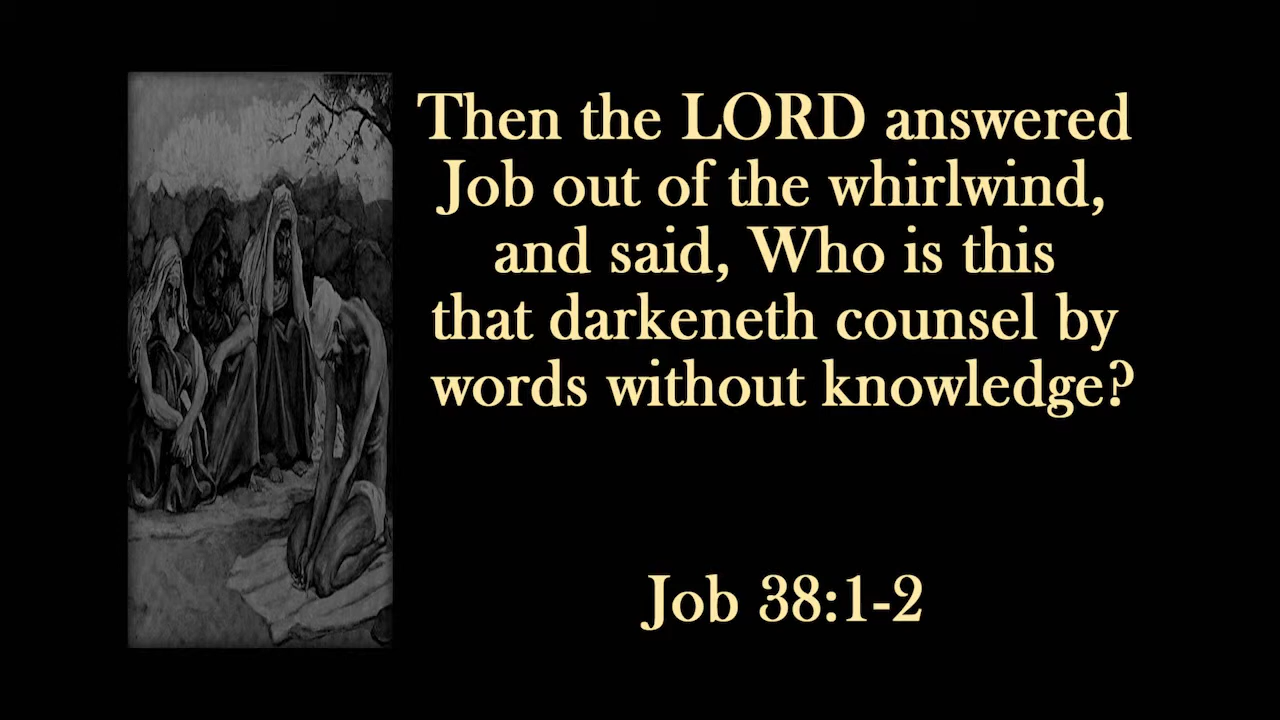 Then the LORD answered
Job out of the whirlwind,
and said, Who is this
that darkeneth counsel by
words without knowledge?
Job 38:1-2